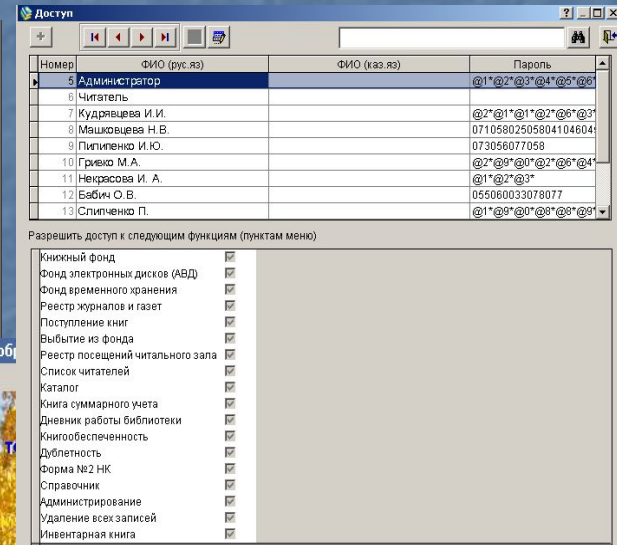 Доступ
Номер ФИО (рус.яз) ФИО (каз.яз) Пароль
5 Администратор @1*@2*@3*@4*@5*@6*
6 Читатель
7 Кудрявцева И.И. @2*@1*@1*@2*@6*@3*
8 Машковцева Н.В. 07105802505804104604
9 Пилипенко И.Ю. 073056077058
10 Гривко М.А. @2*@9*@0*@2*@6*@4*
11 Некрасова И. А. @1*@2*@3*
12 Бабич О.В. 055060033078077
13 Слипченко П. @1*@9*@0*@8*@8*@9*
Разрешить доступ к следующим функциям (пунктам меню)
Книжный фонд
Фонд электронных дисков (АВД)
Фонд временного хранения
Реестр журналов и газет
Поступление книг
Выбытие из фонда
Реестр посещений читального зала
Список читателей
Каталог
Книга суммарного учета
Дневник работы библиотеки
Книгообеспеченность
Дублетность
Форма №2 НК
Справочник
Администрирование
Удаление всех записей
Инвентарная книга